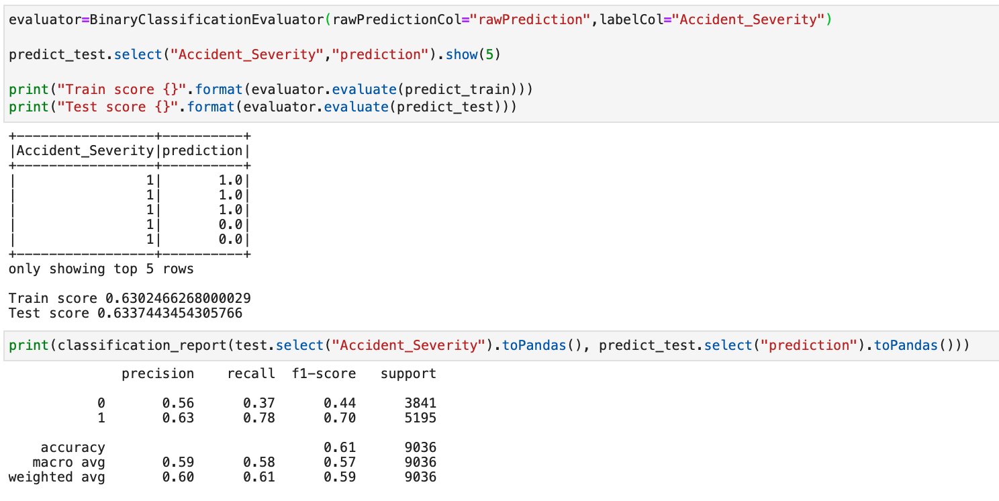 evaluator=BinaryClassificationEvaluator(rawPredictionCol="rawPrediction",labelCol="Accident_Severity")

predict_test.select("Accident_Severity","prediction").show(5)

print("Train score {}".format(evaluator.evaluate(predict_train)))
print("Test score {}".format(evaluator.evaluate(predict_test)))

+-----------------+----------+
|Accident_Severity|prediction|
+-----------------+----------+
|                1|       1.0|
|                1|       1.0|
|                1|       1.0|
|                1|       0.0|
|                1|       0.0|
+-----------------+----------+
only showing top 5 rows

Train score 0.6302466268000029
Test score 0.6337443454305766

print(classification_report(test.select("Accident_Severity").toPandas(), predict_test.select("prediction").toPandas()))

              precision    recall  f1-score   support

           0       0.56      0.37      0.44      3841
           1       0.63      0.78      0.70      5195

    accuracy                           0.61      9036
   macro avg       0.59      0.58      0.57      9036
weighted avg       0.60      0.61      0.59      9036